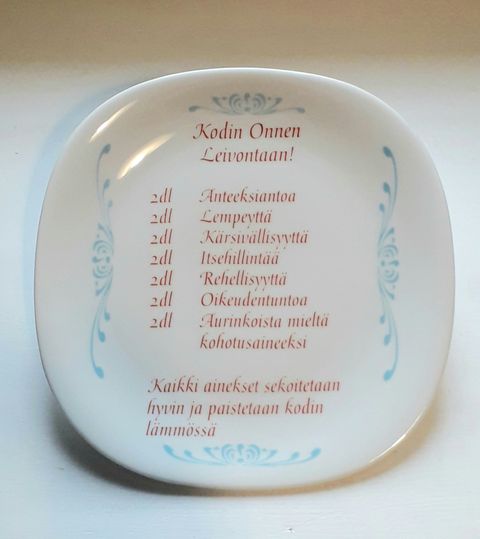 Kodin Onnen
Leivontaan!
2dl Anteeksiantoa
2dl Lempeyttä
2dl Kärsivällisyyttä
2dl Itsehillintää
2dl Rehellisyyttä
2dl Oikeudentuntoa
2dl Aurinkoista mieltä
kohotusaineeksi
Kaikki ainekset sekoitetaan
hyvin ja paistetaan kodin
lämmössä